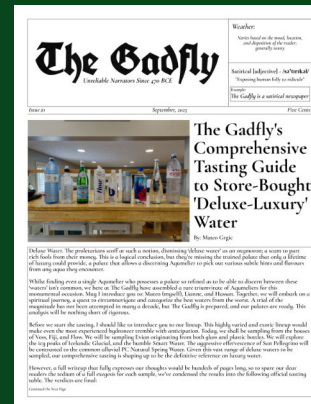 Weather:
Varies based on the mood, location,
and disposition of the reader;
generally sunny
The Gadfly
Unreliable Narrators Since 470 BCE
Satirical [adjective] - /səˈtɪrɪkəl/
"Exposing human folly to ridicule"
Example:
The Gadfly is a satirical newspaper
Issue
September, 2023
Five Cents
The Gadfly's
Comprehensive
Tasting Guide
to Store-Bought
'Deluxe-Luxury'
Water
By: Marco Grgic
Deluxe Water. The proletarians scoff at such a notion, dismissing 'deluxe water' as an oxymoron; a scam to part
rich fools from their money. This is a logical conclusion, but they're missing the trained palate that only a lifetime
of luxury could provide, a palate that allows a discerning Agamelier to pick out various subtle hints and flavours
from any aqua they encounter.
Whilst finding even a single Agamelier who possesses a palate so refined as to be able to discern between these
'waters' isn't common, we here at The Gadfly have assembled a rare triumvirate of Agameliers for this
momentous occasion. May I introduce you to: Marco (myself), Lianne, and Hassan. Together, we will embark on a
spiritual journey, a quest to circumnavigate and categorize the best waters from the worst. A triad of the
magnitude has not been attempted in many a decade, but The Gadfly is prepared, and our palates are ready. This
analysis will be nothing short of rigorous.
Before we start the tasting, I should like to introduce you to our lineup. This highly varied and exotic lineup would
make even the most experienced hydrouser tremble with anticipation. Today, we shall be sampling from the houses
of Voss, Fiji, and Flow. We will be sampling Evian originating from both glass and plastic bottles. We will explore
the icy peaks of Icelandic Glacial, and the humble Smart Water. The aggressive effervescence of San Pellegrino will
be contrasted to the common alluvial PC Natural Spring Water. Given this vast range of deluxe waters to be
sampled, our comprehensive tasting is shaping up to be the definitive reference on luxury water.
However, a full writeup that fully expresses our thoughts would be hundreds of pages long, so to spare our dear
readers the tedium of a full exegesis for each sample, we've condensed the results into the following official tasting
table. The verdicts are final:
Continued On Next Page